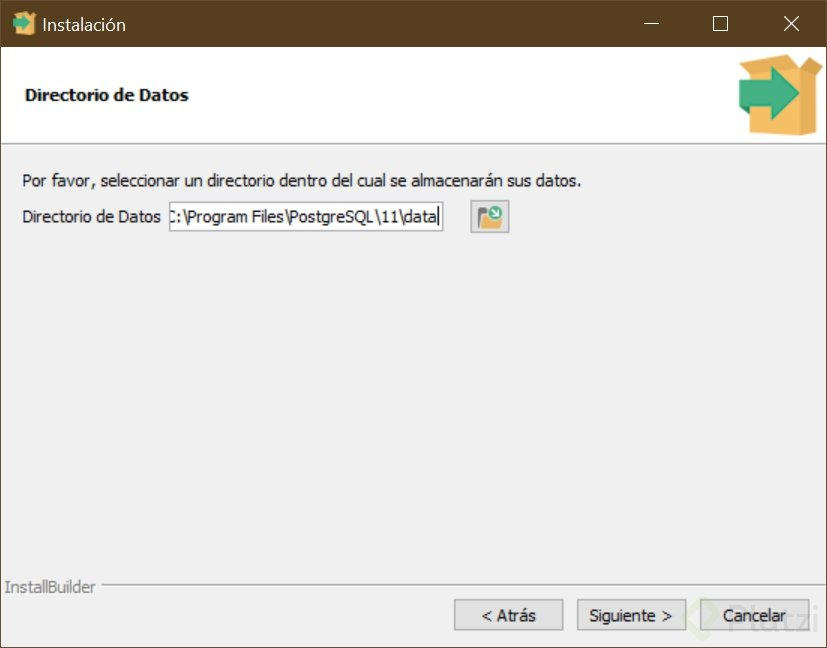 Instalación
Directorio de Datos
Por favor, seleccionar un directorio dentro del cual se almacenarán sus datos.
Directorio de Datos C:\Program Files\PostgreSQL\11\data
InstallBuilder
< Atrás Siguiente > Cancelar
Platzi